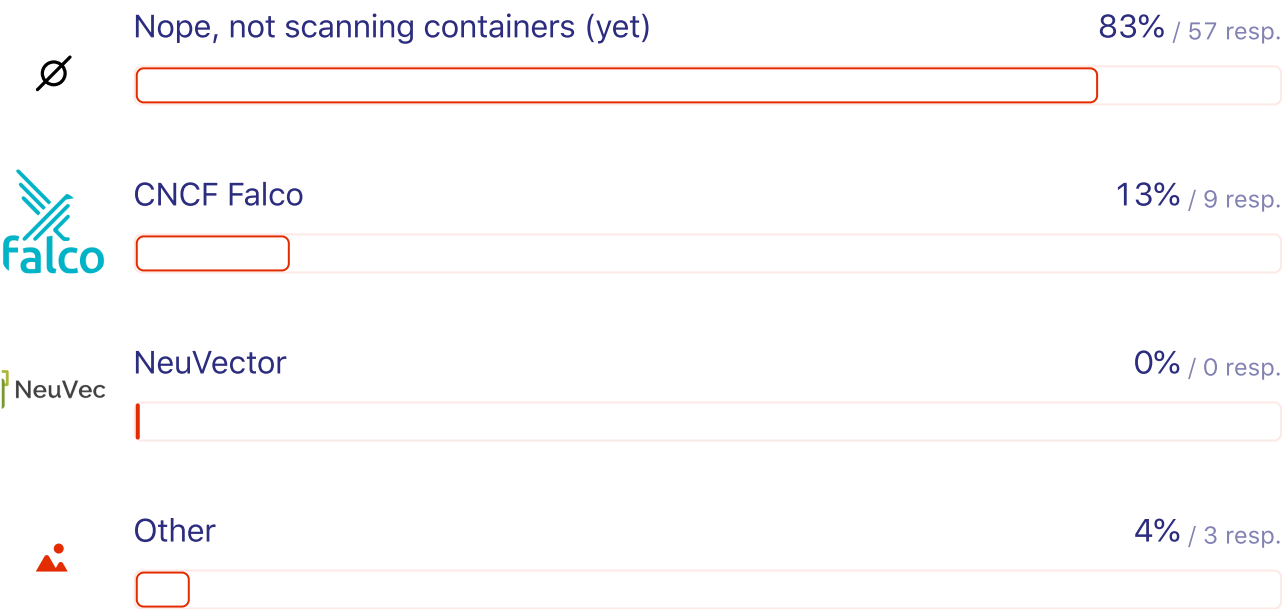 Nope, not scanning containers (yet) 83% / 57 resp.
CNCF Falco 13% / 9 resp.
falco
NeuVector 0% / 0 resp.
NeuVec
Other 4% / 3 resp.